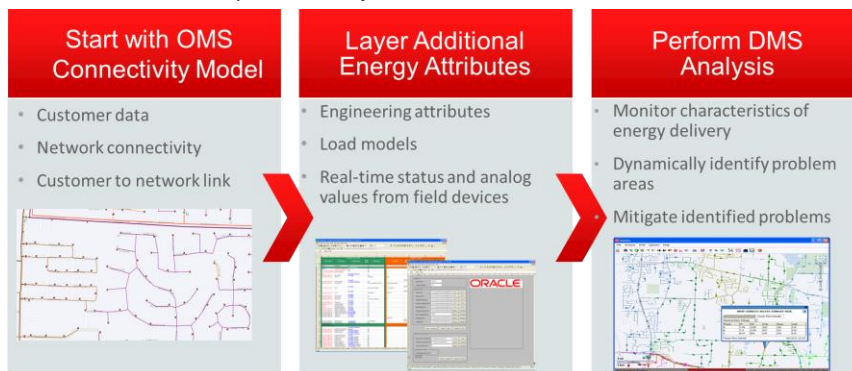 Start with OMS
Connectivity Model
• Customer data
• Network connectivity
• Customer to network link
Layer Additional
Energy Attributes
• Engineering attributes
• Load models
• Real-time status and analog
values from field devices
ORACLE
Perform DMS
Analysis
• Monitor characteristics of
energy delivery
• Dynamically identify problem
areas
• Mitigate identified problems